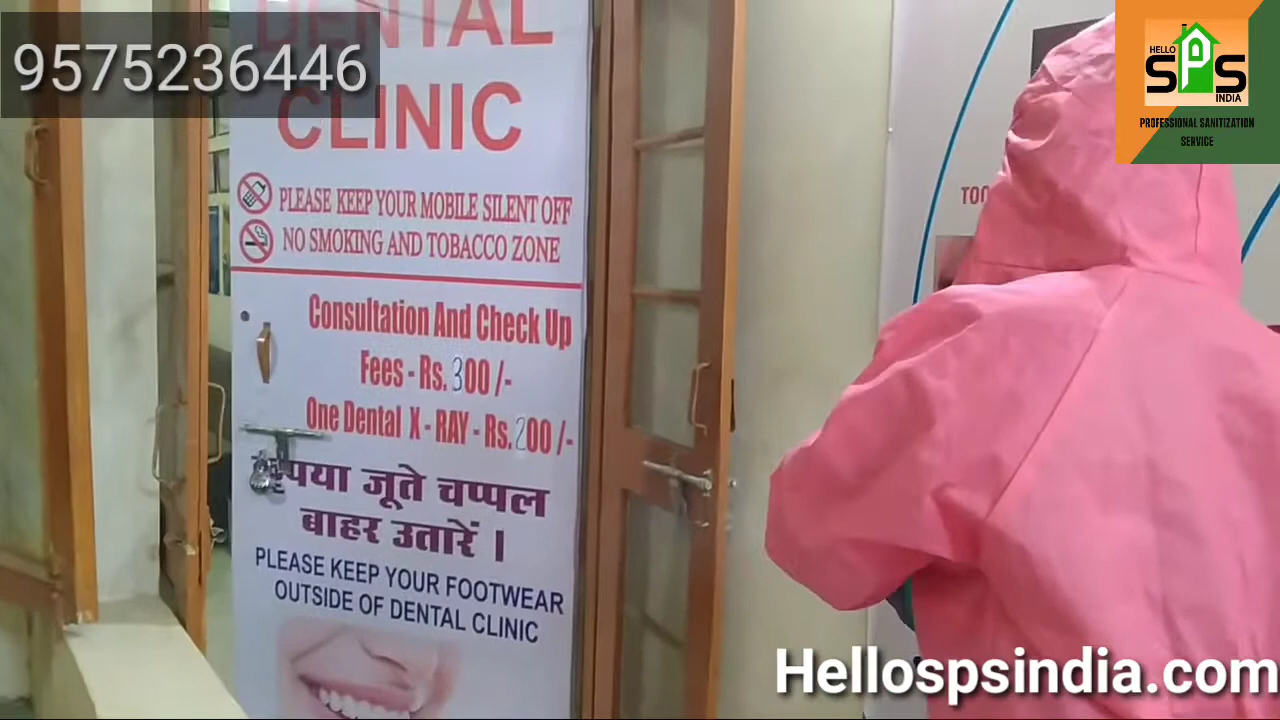 9575236446
DENTAL
CLINIC
PLEASE KEEP YOUR MOBILE SILENT OFF
NO SMOKING AND TOBACCO ZONE
Consultation And Check Up
Fees - Rs. 300 /-
One Dental X - RAY - Rs. 200 /-
पया जूते चप्पल
बाहर उतारें ।
PLEASE KEEP YOUR FOOTWEAR
OUTSIDE OF DENTAL CLINIC
HELLO
SPS
INDIA
PROFESSIONAL SANITIZATION
SERVICE
Hellospsindia.com